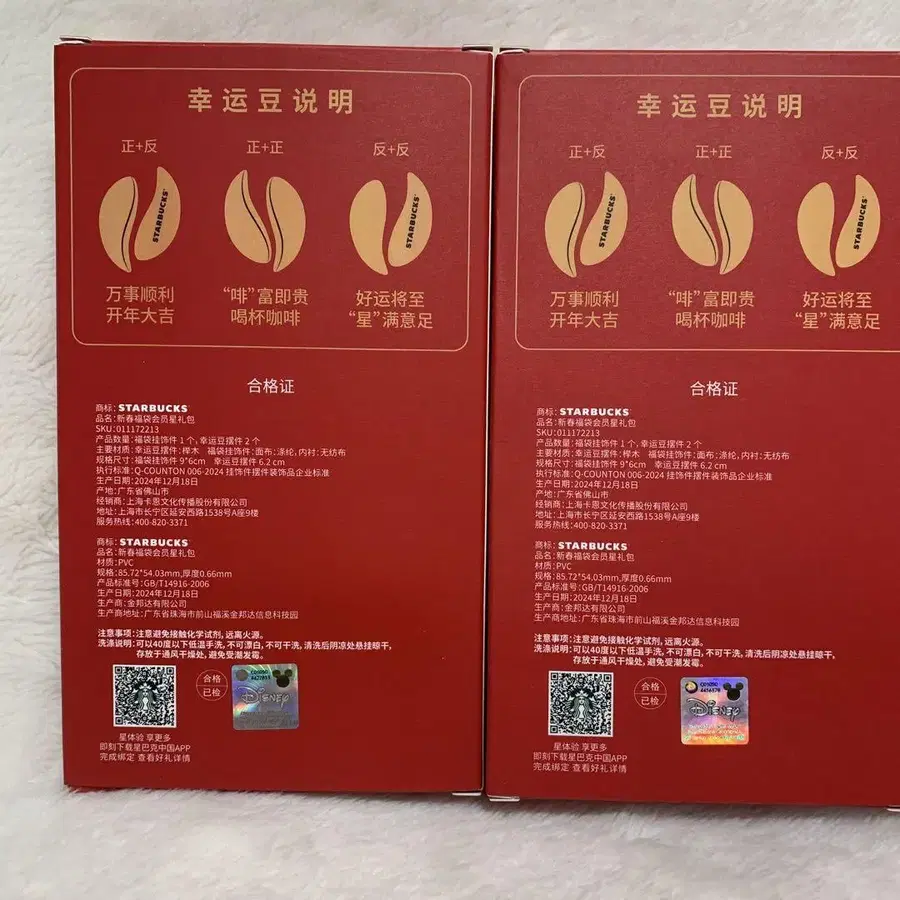 幸运豆说明
正+反 正+正 反+反
STARBUCKS STARBUCKS
万事顺利 “啡”富即贵 好运将至
开年大吉 喝杯咖啡 “星”满意足
合格证
商标：STARBUCKS
品名：新春福袋会员星礼包
SKU：011172213
产品数量：福袋挂饰件 1 个，幸运豆摆件 2 个
主要材质：幸运豆摆件：榉木 福袋挂饰件：面布：涤纶，内衬：无纺布
规格尺寸：福袋挂饰件 9*6cm 幸运豆摆件 6.2 cm
执行标准：Q-COUNTON 006-2024 挂饰件摆件装饰品企业标准
生产日期：2024年12月18日
产地：广东省佛山市
经销商：上海卡恩文化传播股份有限公司
地址：上海市长宁区延安西路1538号A座9楼
服务热线：400-820-3371
商标：STARBUCKS
品名：新春福袋会员星礼包
材质：PVC
规格：85.72*54.03mm，厚度0.66mm
产品标准号：GB/T14916-2006
生产日期：2024年12月18日
生产商：金邦达有限公司
生产商地址：广东省珠海市前山福溪金邦达信息科技园
注意事项：注意避免接触化学试剂，远离火源。
洗涤说明：可以40度以下低温手洗，不可漂白，不可干洗，清洗后阴凉处悬挂晾干，
存放于通风干燥处，避免受潮发霉。
合格
已检
Disney
星体验 享更多
即刻下载星巴克中国APP
完成绑定 查看好礼详情
幸运豆说明
正+反 正+正 反+反
STARBUCKS STARBUCKS
万事顺利 “啡”富即贵 好运将至
开年大吉 喝杯咖啡 “星”满意足
合格证
商标：STARBUCKS
品名：新春福袋会员星礼包
SKU：011172213
产品数量：福袋挂饰件 1 个，幸运豆摆件 2 个
主要材质：幸运豆摆件：榉木 福袋挂饰件：面布：涤纶，内衬：无纺布
规格尺寸：福袋挂饰件 9*6cm 幸运豆摆件 6.2 cm
执行标准：Q-COUNTON 006-2024 挂饰件摆件装饰品企业标准
生产日期：2024年12月18日
产地：广东省佛山市
经销商：上海卡恩文化传播股份有限公司
地址：上海市长宁区延安西路1538号A座9楼
服务热线：400-820-3371
商标：STARBUCKS
品名：新春福袋会员星礼包
材质：PVC
规格：85.72*54.03mm，厚度0.66mm
产品标准号：GB/T14916-2006
生产日期：2024年12月18日
生产商：金邦达有限公司
生产商地址：广东省珠海市前山福溪金邦达信息科技园
注意事项：注意避免接触化学试剂，远离火源。
洗涤说明：可以40度以下低温手洗，不可漂白，不可干洗，清洗后阴凉处悬挂晾干，
存放于通风干燥处，避免受潮发霉。
合格
已检
Disney
星体验 享更多
即刻下载星巴克中国APP
完成绑定 查看好礼详情